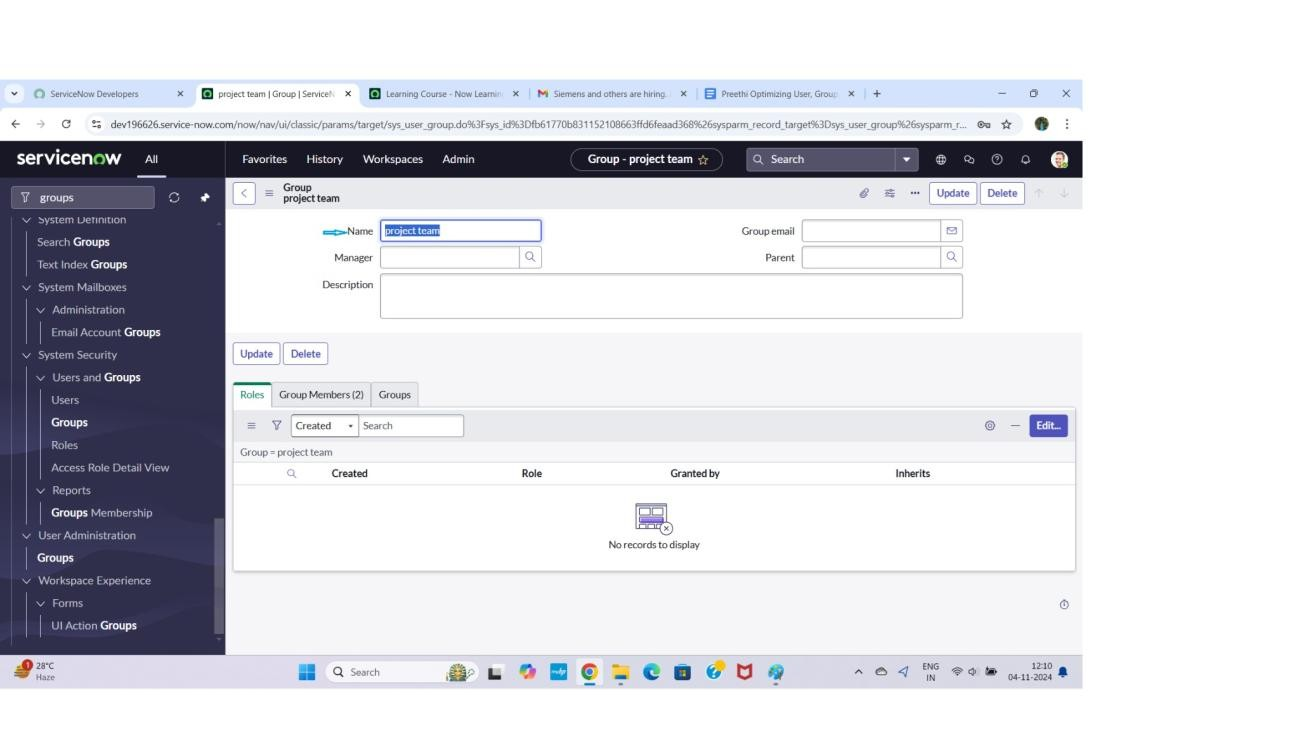 ServiceNow Developers
project team | Group | ServiceN
Learning Course - Now Learnin
Siemens and others are hiring.
Preethi Optimizing User, Group
dev196626.service-now.com/now/nav/ui/classic/params/target/sys_user_group.do%3Fsys_id%3Dfb61770b831152108663ffd6feaad368%26sysparm_record_target%3Dsys_user_group%26sysparm_r...
servicenow All Favorites History Workspaces Admin Group - project team Search
groups
Group
project team
Update Delete
System Definition
Search Groups
Text Index Groups
System Mailboxes
Administration
Email Account Groups
System Security
Users and Groups
Users
Groups
Roles
Access Role Detail View
Reports
Groups Membership
User Administration
Groups
Workspace Experience
Forms
UI Action Groups
Name project team
Group email
Manager
Parent
Description
Update Delete
Roles Group Members (2) Groups
Created Search Edit...
Group = project team
Created Role Granted by Inherits
No records to display
1
28°C
Haze
Search
ENG
IN
12:10
04-11-2024